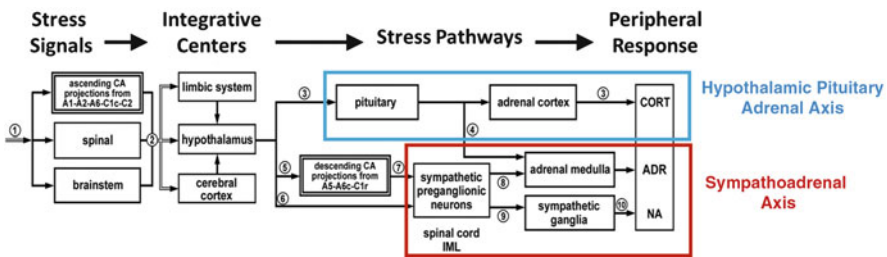 Stress
Signals
Integrative
Centers
Stress Pathways
Peripheral
Response
ascending CA
projections from
A1-A2-A6-C1c-C2
limbic system
③
pituitary
adrenal cortex
③
CORT
Hypothalamic Pituitary
Adrenal Axis
①
spinal
②
hypothalamus
④
brainstem
cerebral
cortex
⑤
descending CA
projections from
A5-A6c-C1r
⑦
⑥
sympathetic
preganglionic
neurons
⑧
adrenal medulla
ADR
⑨
sympathetic
ganglia
⑩
NA
spinal cord
IML
Sympathoadrenal
Axis